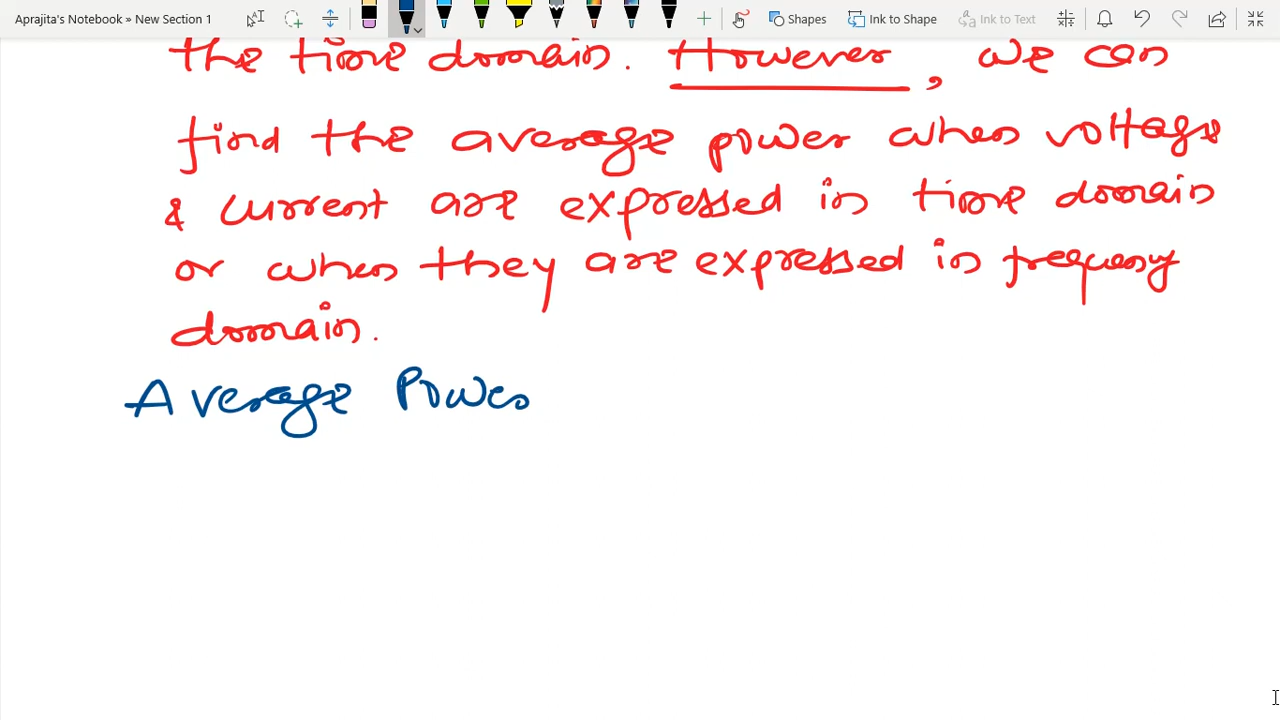 Aprajita's Notebook » New Section 1
Shapes Ink to Shape Ink to Text
the time domain. However, we can
find the average power when voltage
& current are expressed in time domain
or when they are expressed in frequency
domain.
Average Power